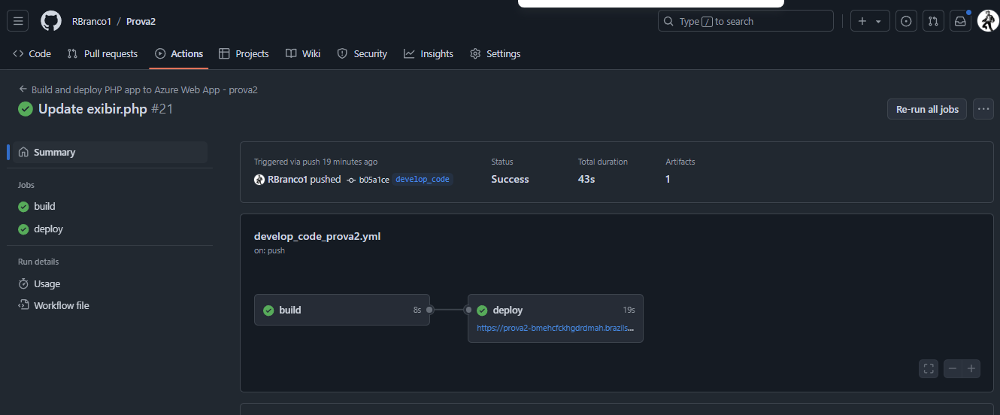 RBranco1 / Prova2
Type / to search
Code Pull requests Actions Projects Wiki Security Insights Settings
Build and deploy PHP app to Azure Web App - prova2
Update exibir.php #21
Re-run all jobs
Summary
Jobs
build
deploy
Run details
Usage
Workflow file
Triggered via push 19 minutes ago
RBranco1 pushed b05a1ce develop_code
Status
Success
Total duration
43s
Artifacts
1
develop_code_prova2.yml
on: push
build 8s
deploy 19s
https://prova2-bmehcfckhgdrdmah.brazils...